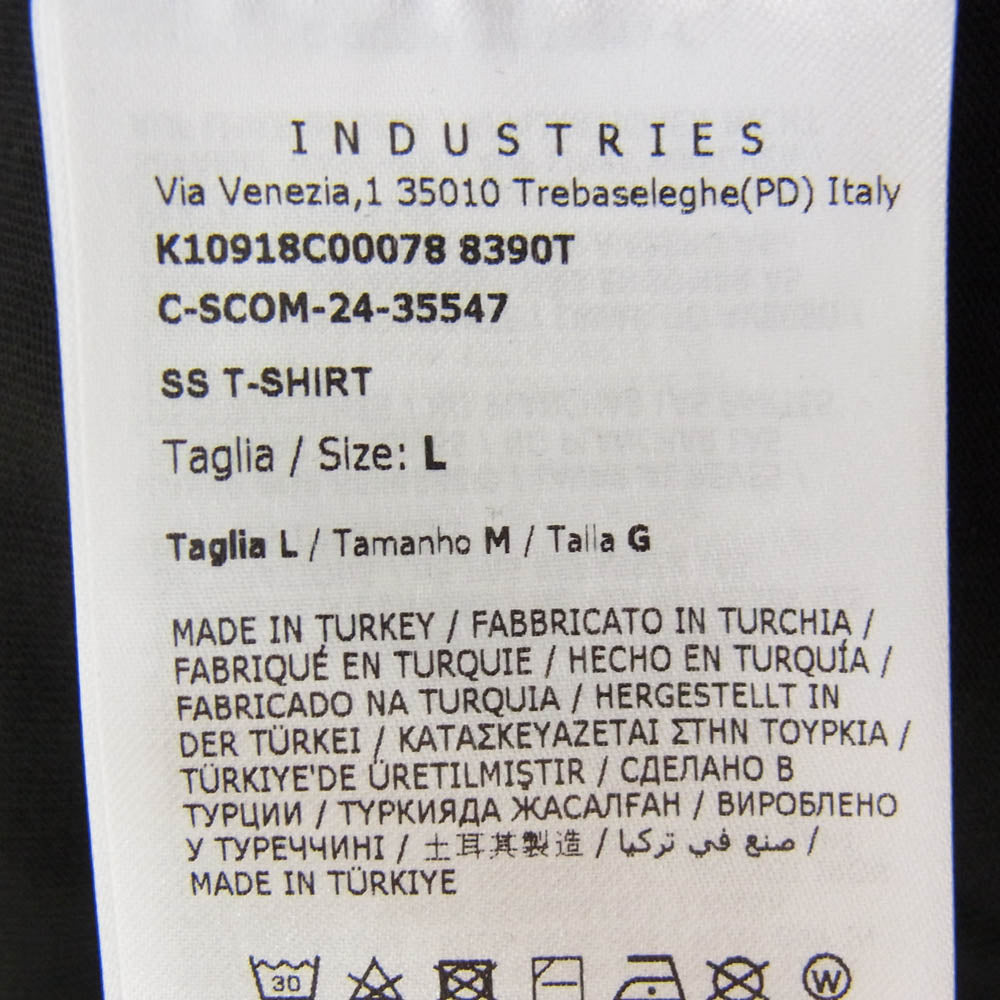 INDUSTRIES
Via Venezia,1 35010 Trebaseleghe(PD) Italy
K10918C00078 8390T
C-SCOM-24-35547
SS T-SHIRT
Taglia / Size: L
Taglia L / Tamanho M / Talla G
MADE IN TURKEY / FABBRICATO IN TURCHIA /
FABRIQUÉ EN TURQUIE / HECHO EN TURQUÍA /
FABRICADO NA TURQUIA / HERGESTELLT IN
DER TÜRKEI / ΚΑΤΑΣΚΕΥΑΖΕΤΑΙ ΣΤΗΝ ΤΟΥΡΚΙΑ /
TÜRKIYE'DE ÜRETILMIŞTIR / СДЕЛАНО В
ТУРЦИИ / ТҮРКИЯДА ЖАСАЛҒАН / ВИРОБЛЕНО
У ТУРЕЧЧИНІ / 土耳其製造 / صنع في تركيا /
MADE IN TÜRKIYE
30 W